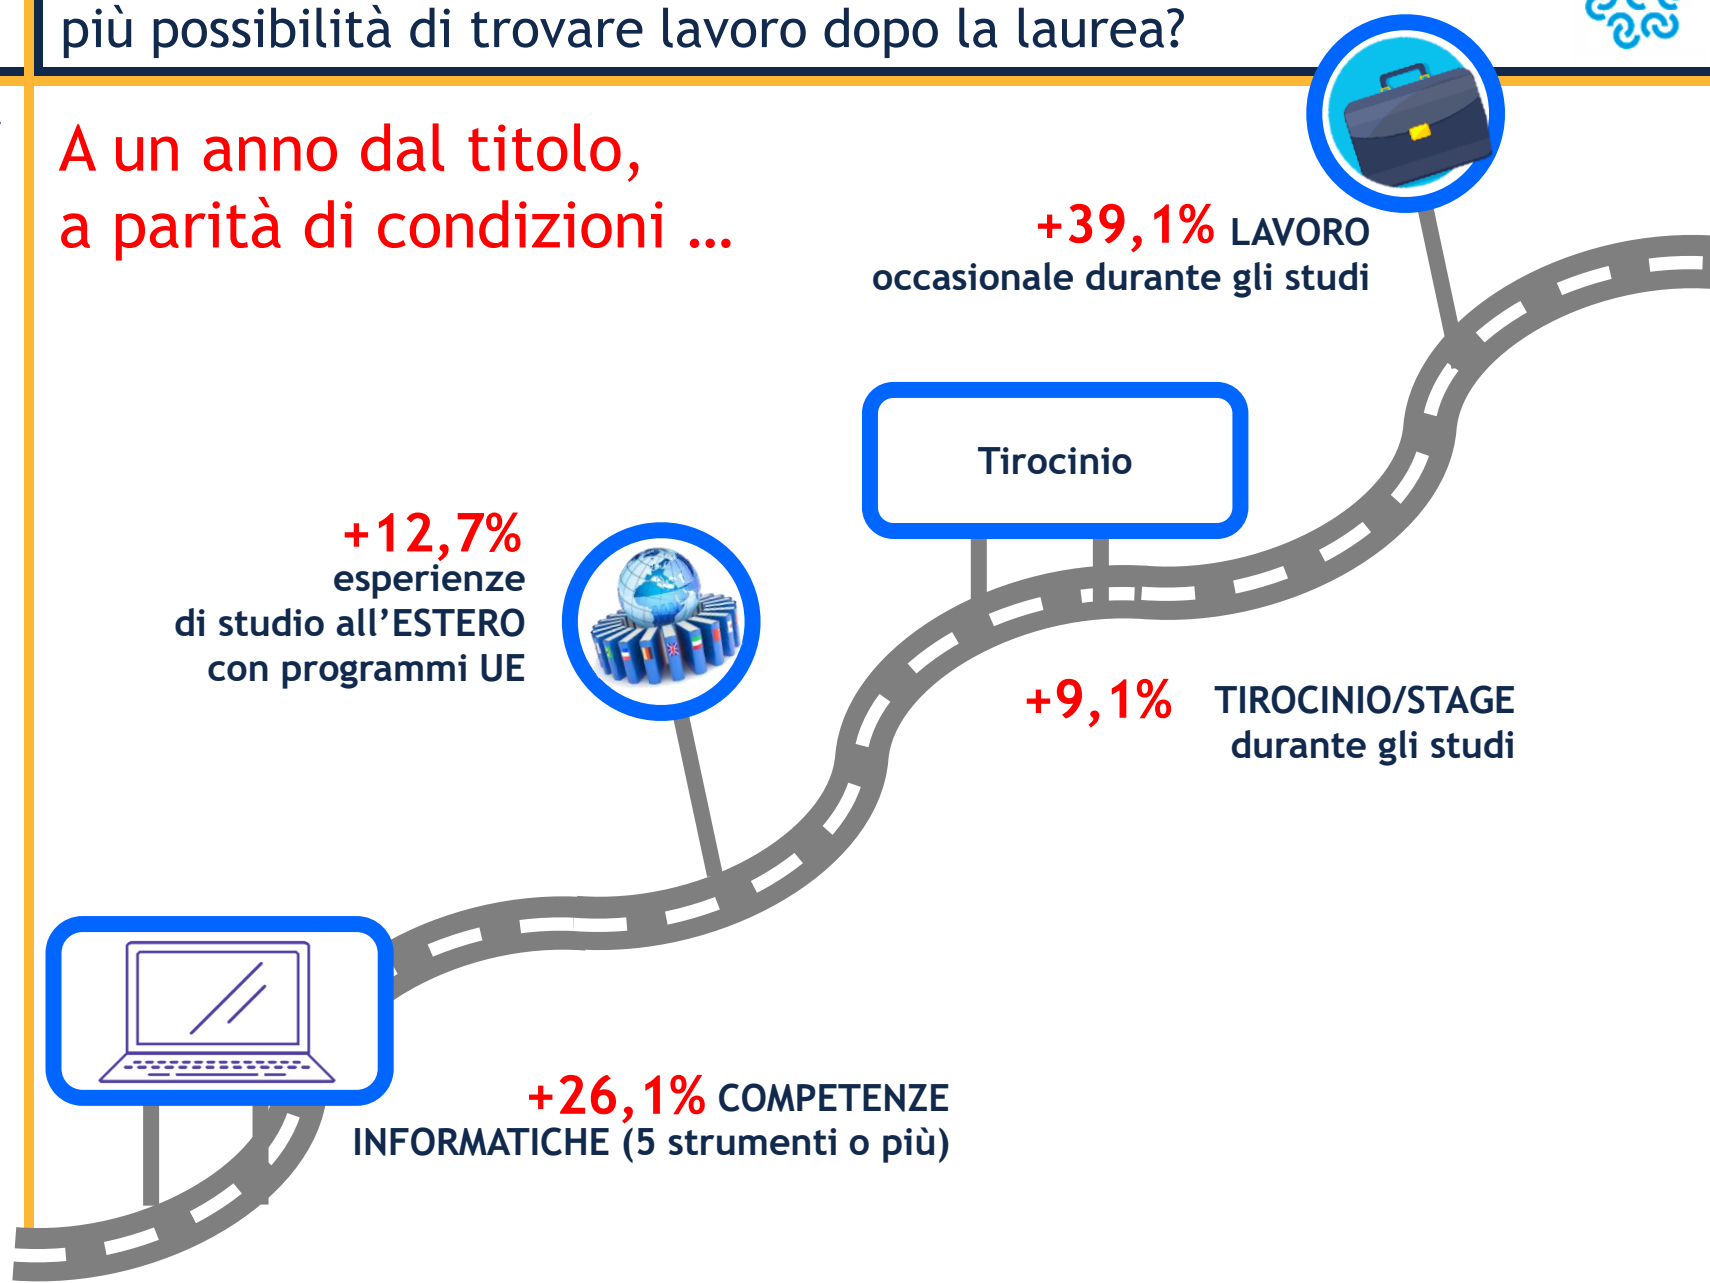 più possibilità di trovare lavoro dopo la laurea?
A un anno dal titolo,
a parità di condizioni …
+39,1% LAVORO
occasionale durante gli studi
Tirocinio
+12,7%
esperienze
di studio all’ESTERO
con programmi UE
+9,1% TIROCINIO/STAGE
durante gli studi
+26,1% COMPETENZE
INFORMATICHE (5 strumenti o più)